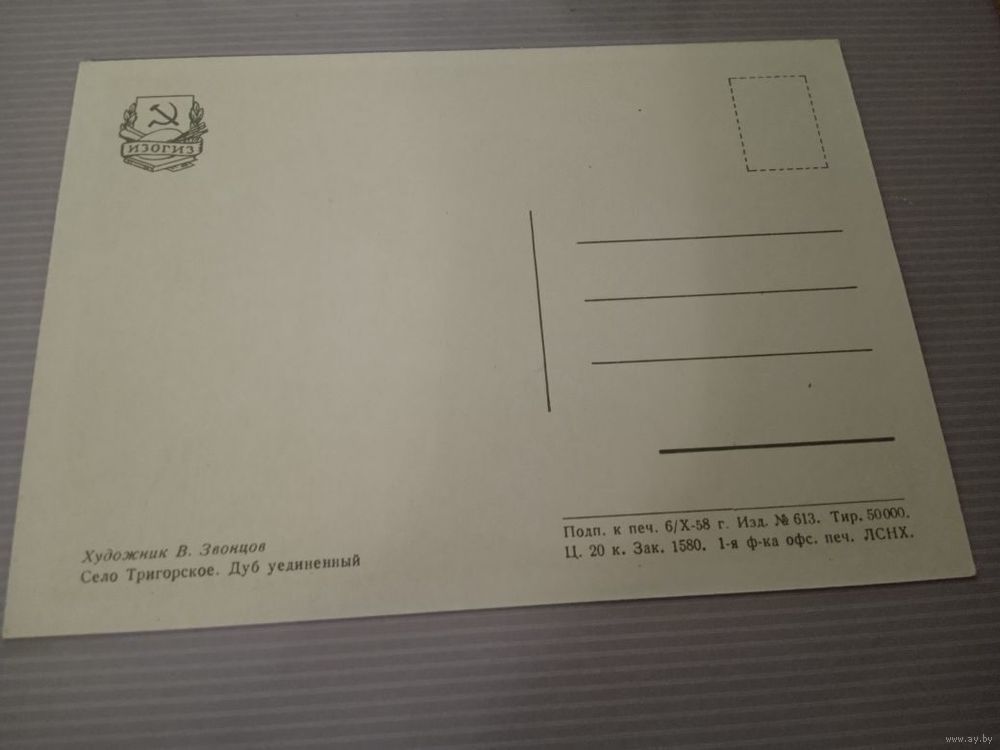 ИЗОГИЗ
Художник В. Звонцов
Село Тригорское. Дуб уединенный
Подп. к печ. 6/X-58 г. Изд. № 613. Тир. 50000.
Ц. 20 к. Зак. 1580. 1-я ф-ка офс. печ. ЛСНХ.
www.ay.by